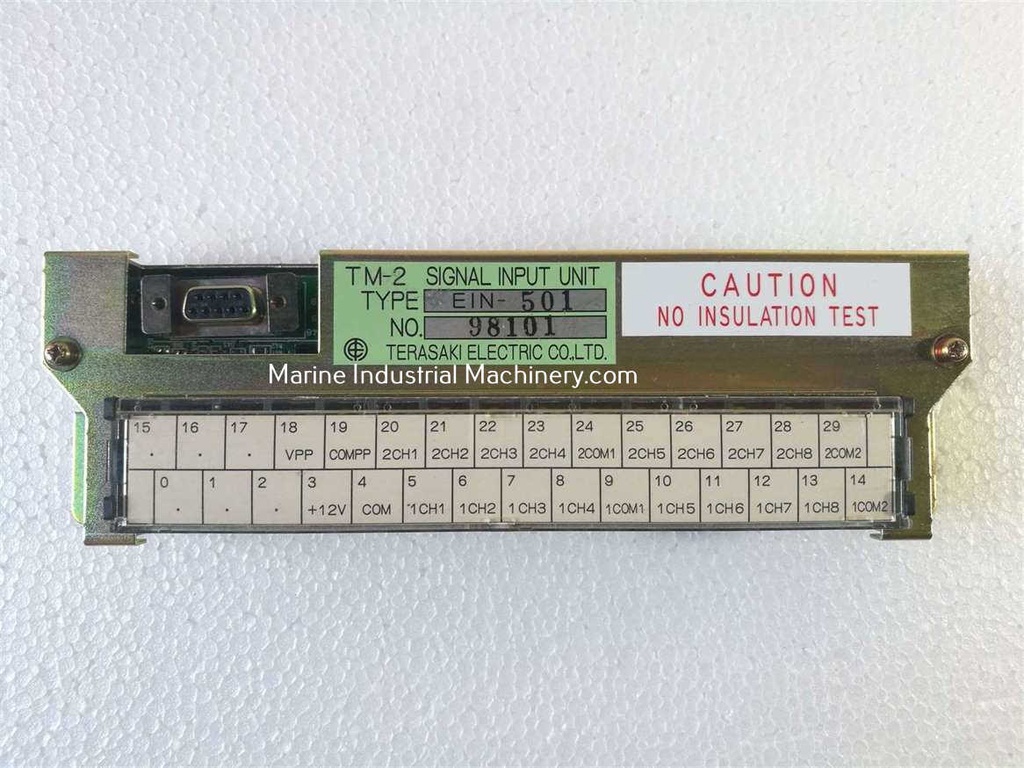 TM-2 SIGNAL INPUT UNIT
TYPE EIN- 501
NO. 98101
TERASAKI ELECTRIC CO.,LTD.
CAUTION
NO INSULATION TEST
Marine Industrial Machinery.com
15 16 17 18 19 20 21 22 23 24 25 26 27 28 29
. . . VPP COMPP 2CH1 2CH2 2CH3 2CH4 2COM1 2CH5 2CH6 2CH7 2CH8 2COM2
0 1 2 3 4 5 6 7 8 9 10 11 12 13 14
. . . +12V COM 1CH1 1CH2 1CH3 1CH4 1COM1 1CH5 1CH6 1CH7 1CH8 1COM2